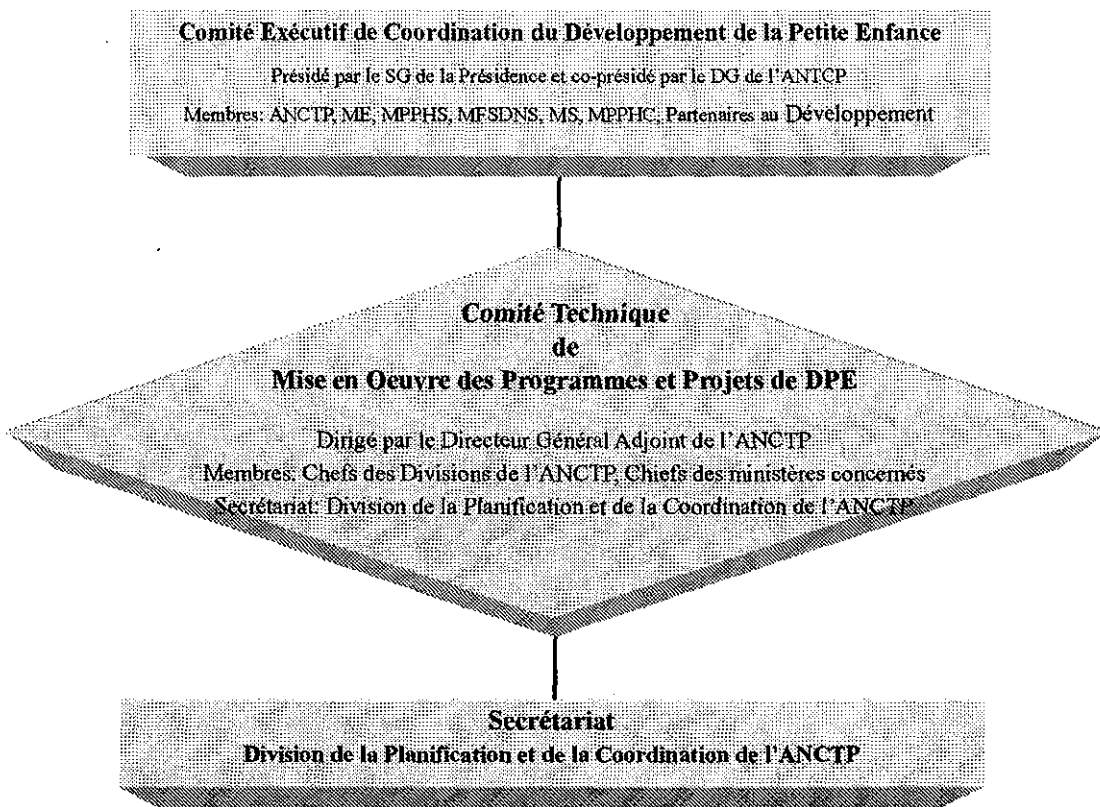 Comité Exécutif de Coordination du Développement de la Petite Enfance
Présidé par le SG de la Présidence et co-présidé par le DG de l'ANTCP
Membres: ANCTP, ME, MPPHS, MFSDNS, MS, MPPHC, Partenaires au Développement
Comité Technique
de
Mise en Oeuvre des Programmes et Projets de DPE
Dirigé par le Directeur Général Adjoint de l'ANCTP
Membres: Chefs des Divisions de l'ANCTP, Chiefs des ministères concernés
Secrétariat: Division de la Planification et de la Coordination de l'ANCTP
Secrétariat
Division de la Planification et de la Coordination de l'ANCTP